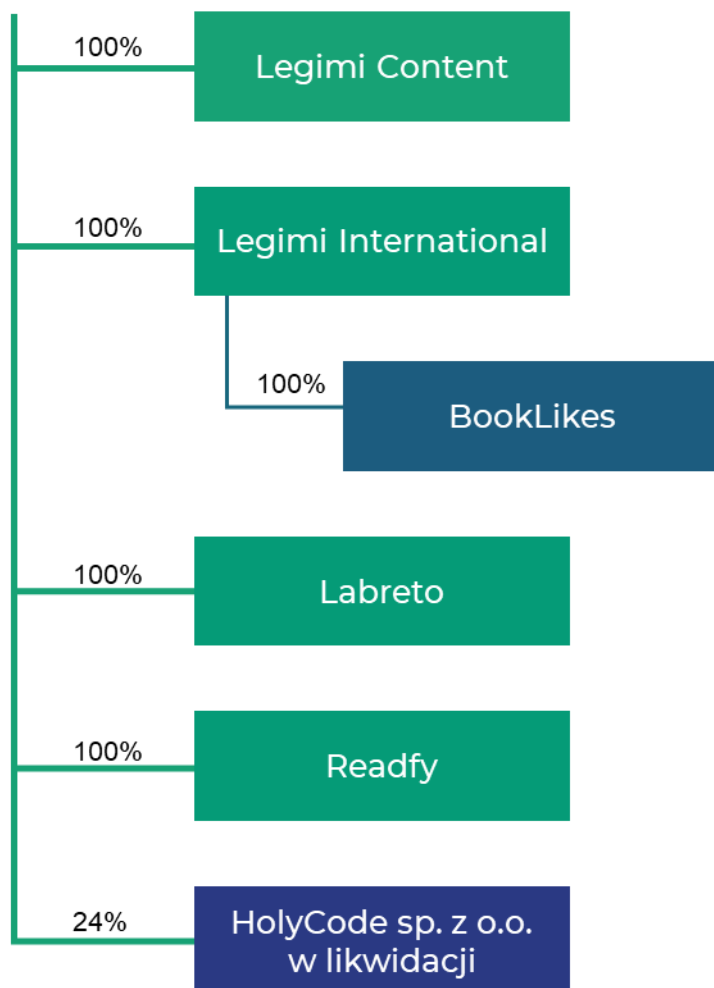 100%
Legimi Content
100%
Legimi International
100%
BookLikes
100%
Labreto
100%
Readfy
24%
HolyCode sp. z o.o.
w likwidacji